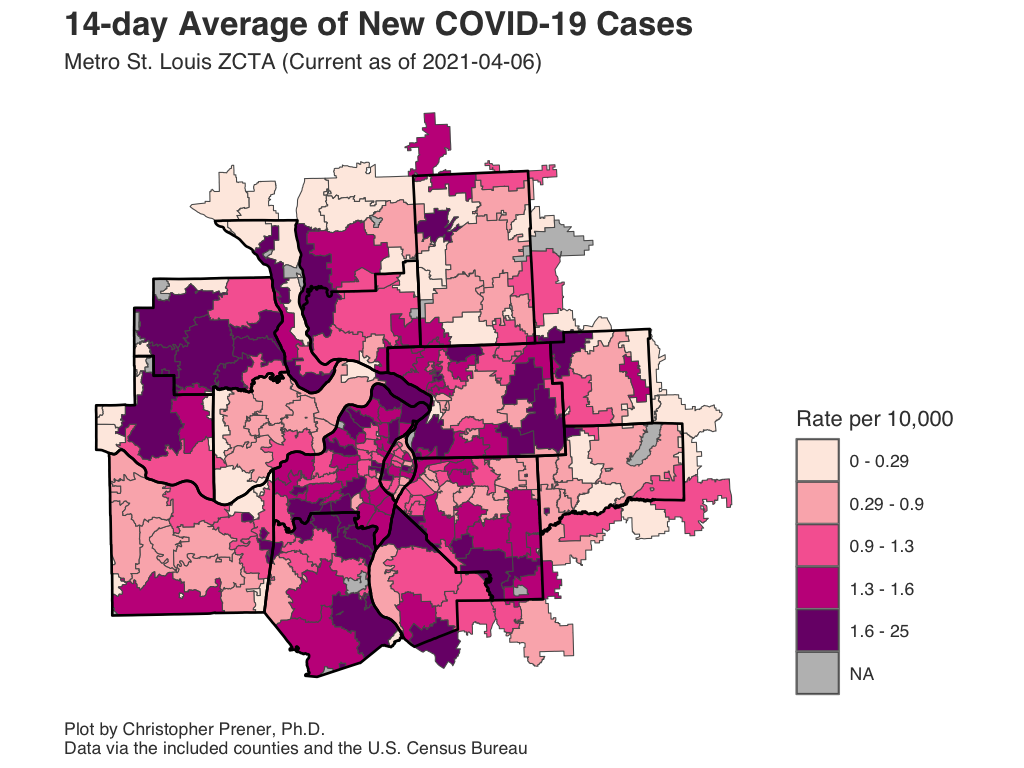 14-day Average of New COVID-19 Cases
Metro St. Louis ZCTA (Current as of 2021-04-06)
Rate per 10,000
0 - 0.29
0.29 - 0.9
0.9 - 1.3
1.3 - 1.6
1.6 - 25
NA
Plot by Christopher Prener, Ph.D.
Data via the included counties and the U.S. Census Bureau